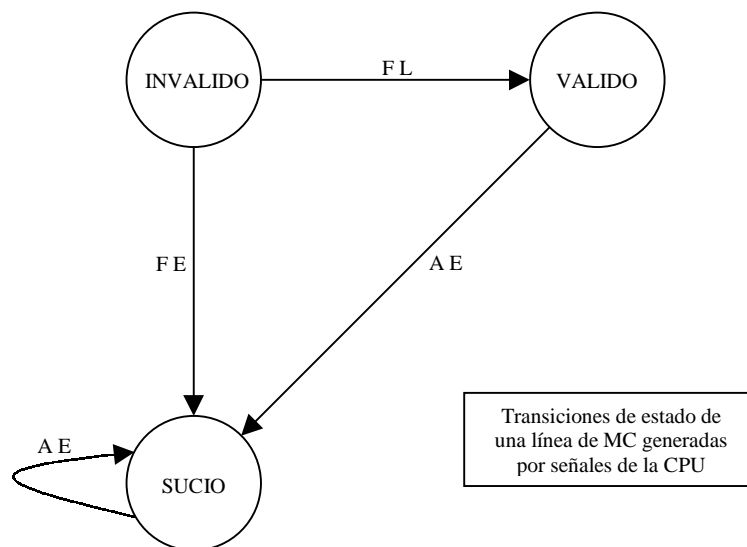 INVALIDO
F L
VALIDO
F E
A E
A E
SUCIO
Transiciones de estado de
una línea de MC generadas
por señales de la CPU